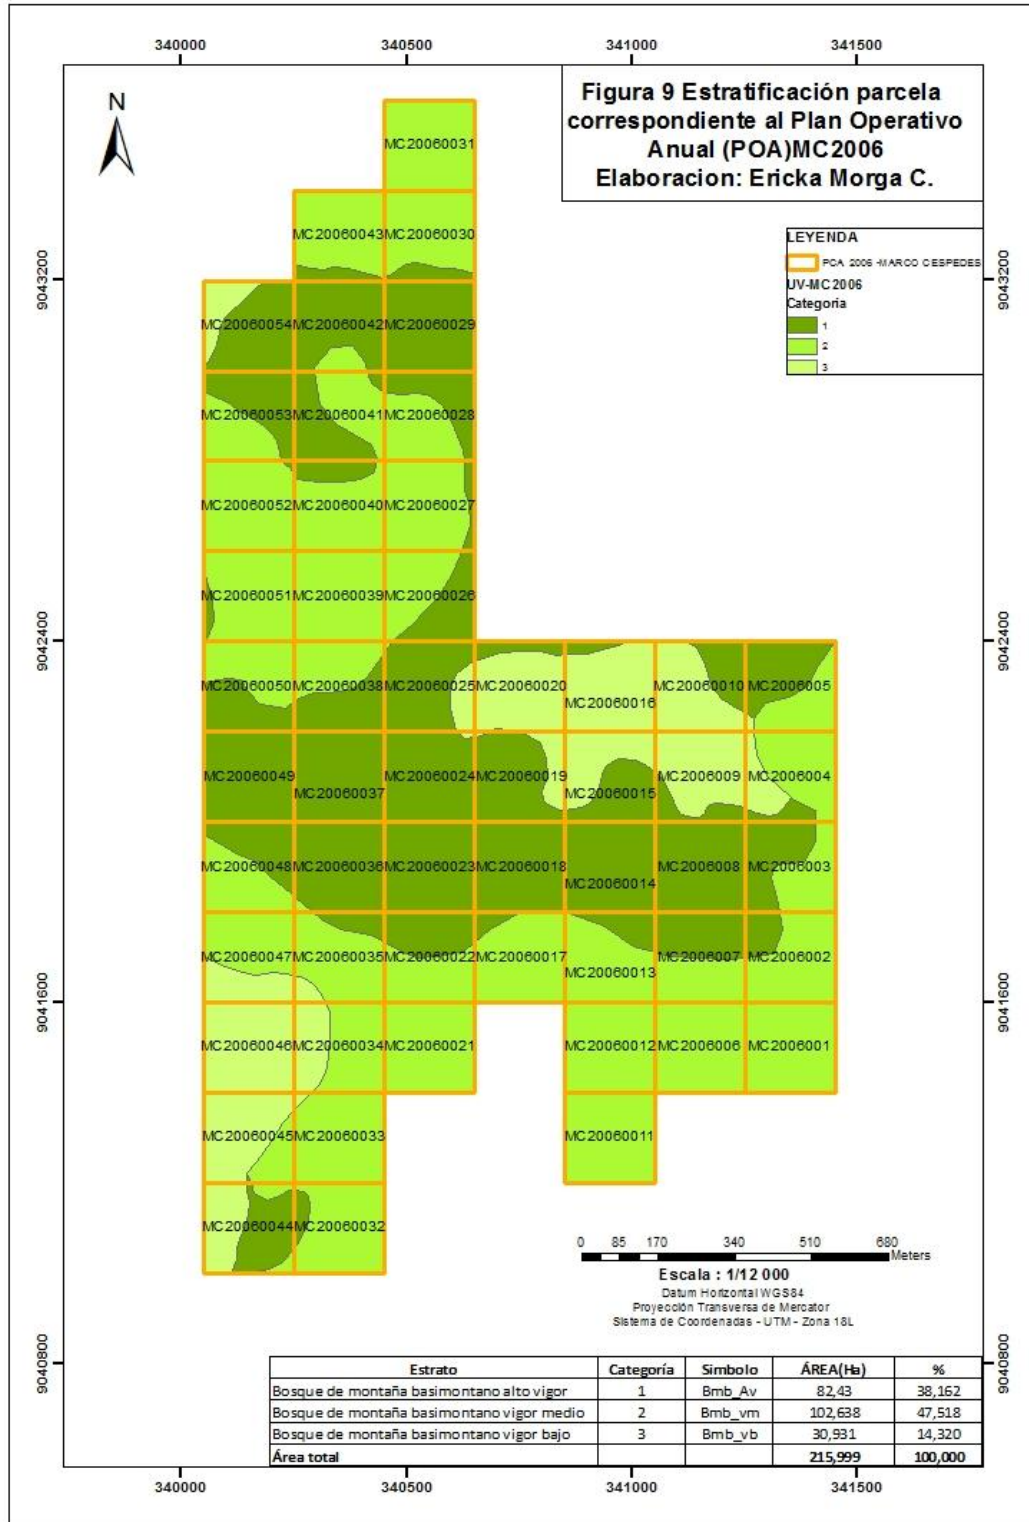 340000 340500 341000 341500
Figura 9 Estratificación parcela
correspondiente al Plan Operativo
Anual (POA)MC2006
Elaboracion: Ericka Morga C.
N
LEYENDA
POA 2006 -MARCO CESPEDES
UV-MC2006
Categoria
1
2
3
9043200 9043200
9042400 9042400
9041600 9041600
9040800 9040800
MC20060031
MC20060043 MC20060030
MC20060054 MC20060042 MC20060029
MC20060053 MC20060041 MC20060028
MC20060052 MC20060040 MC20060027
MC20060051 MC20060039 MC20060026
MC20060050 MC20060038 MC20060025 MC20060020 MC20060016 MC20060010 MC2006005
MC20060049 MC20060037 MC20060024 MC20060019 MC20060015 MC2006009 MC2006004
MC20060048 MC20060036 MC20060023 MC20060018 MC20060014 MC2006008 MC2006003
MC20060047 MC20060035 MC20060022 MC20060017 MC20060013 MC2006007 MC2006002
MC20060046 MC20060034 MC20060021 MC20060012 MC2006006 MC2006001
MC20060045 MC20060033 MC20060011
MC20060044 MC20060032
0 85 170 340 510 680
Meters
Escala : 1/12 000
Datum Horizontal WGS84
Proyección Transversa de Mercator
Sistema de Coordenadas - UTM - Zona 18L
Estrato Categoría Simbolo ÁREA(Ha) %
Bosque de montaña basimontano alto vigor 1 Bmb_Av 82,43 38,162
Bosque de montaña basimontano vigor medio 2 Bmb_vm 102,638 47,518
Bosque de montaña basimontano vigor bajo 3 Bmb_vb 30,931 14,320
Área total 215,999 100,000
340000 340500 341000 341500